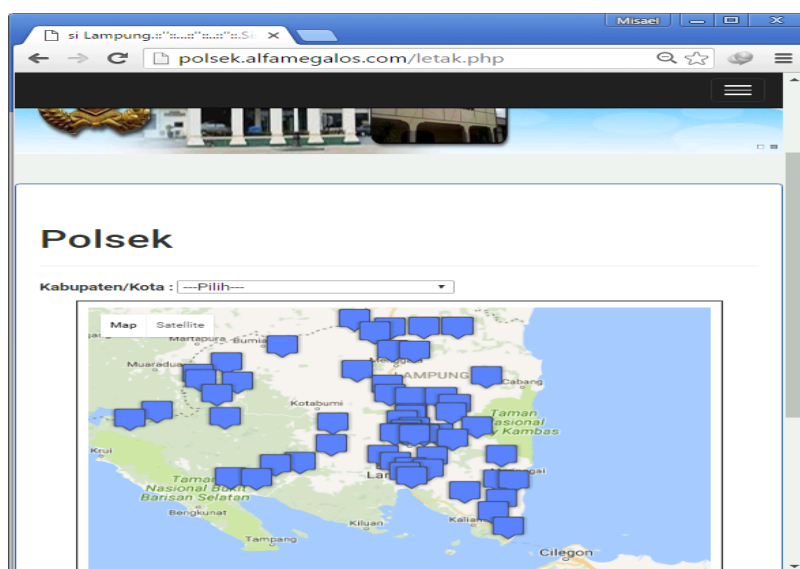 Misael
si Lampung.::''::...::''::..::''::.S
polsek.alfamegalos.com/letak.php
Polsek
Kabupaten/Kota : ---Pilih---
Map Satellite
Martapura
Bumia
Muaradua
LAMPUNG
Cabang
Kotabumi
Taman
Kambas
Krui
Taman
Nasional Bukit
Barisan Selatan
Bengkunat
Kiluan
Tampang
Cilegon